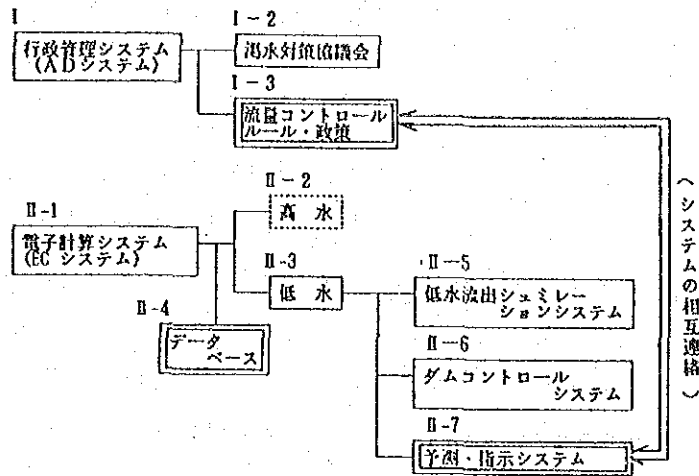 I
行政管理システム
(ADシステム)
I-2
渇水対策協議会
I-3
流量コントロール
ルール・政策
II-1
電子計算システム
(EC システム)
II-2
高 水
II-3
低 水
II-4
データ
ベース
II-5
低水流出シュミレー
ションシステム
II-6
ダムコントロール
システム
II-7
予測・指示システム
(システムの相互連絡)